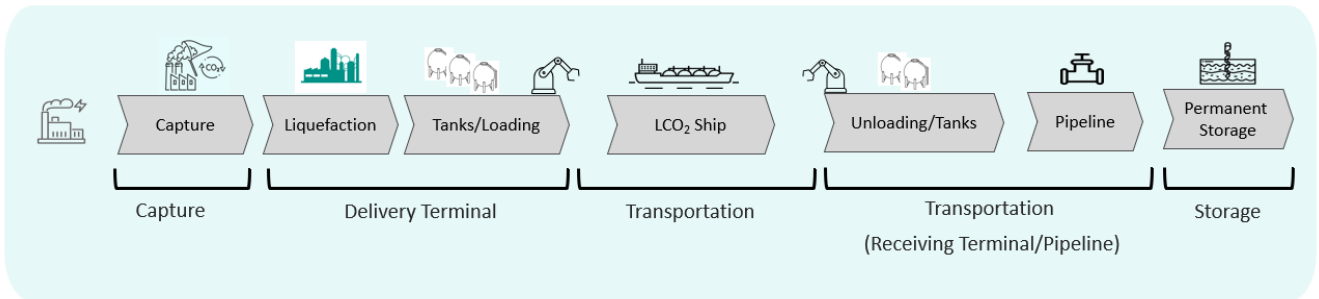 CO₂
Capture
Liquefaction
Tanks/Loading
LCO₂ Ship
Unloading/Tanks
Pipeline
Permanent
Storage
Capture
Delivery Terminal
Transportation
Transportation
(Receiving Terminal/Pipeline)
Storage